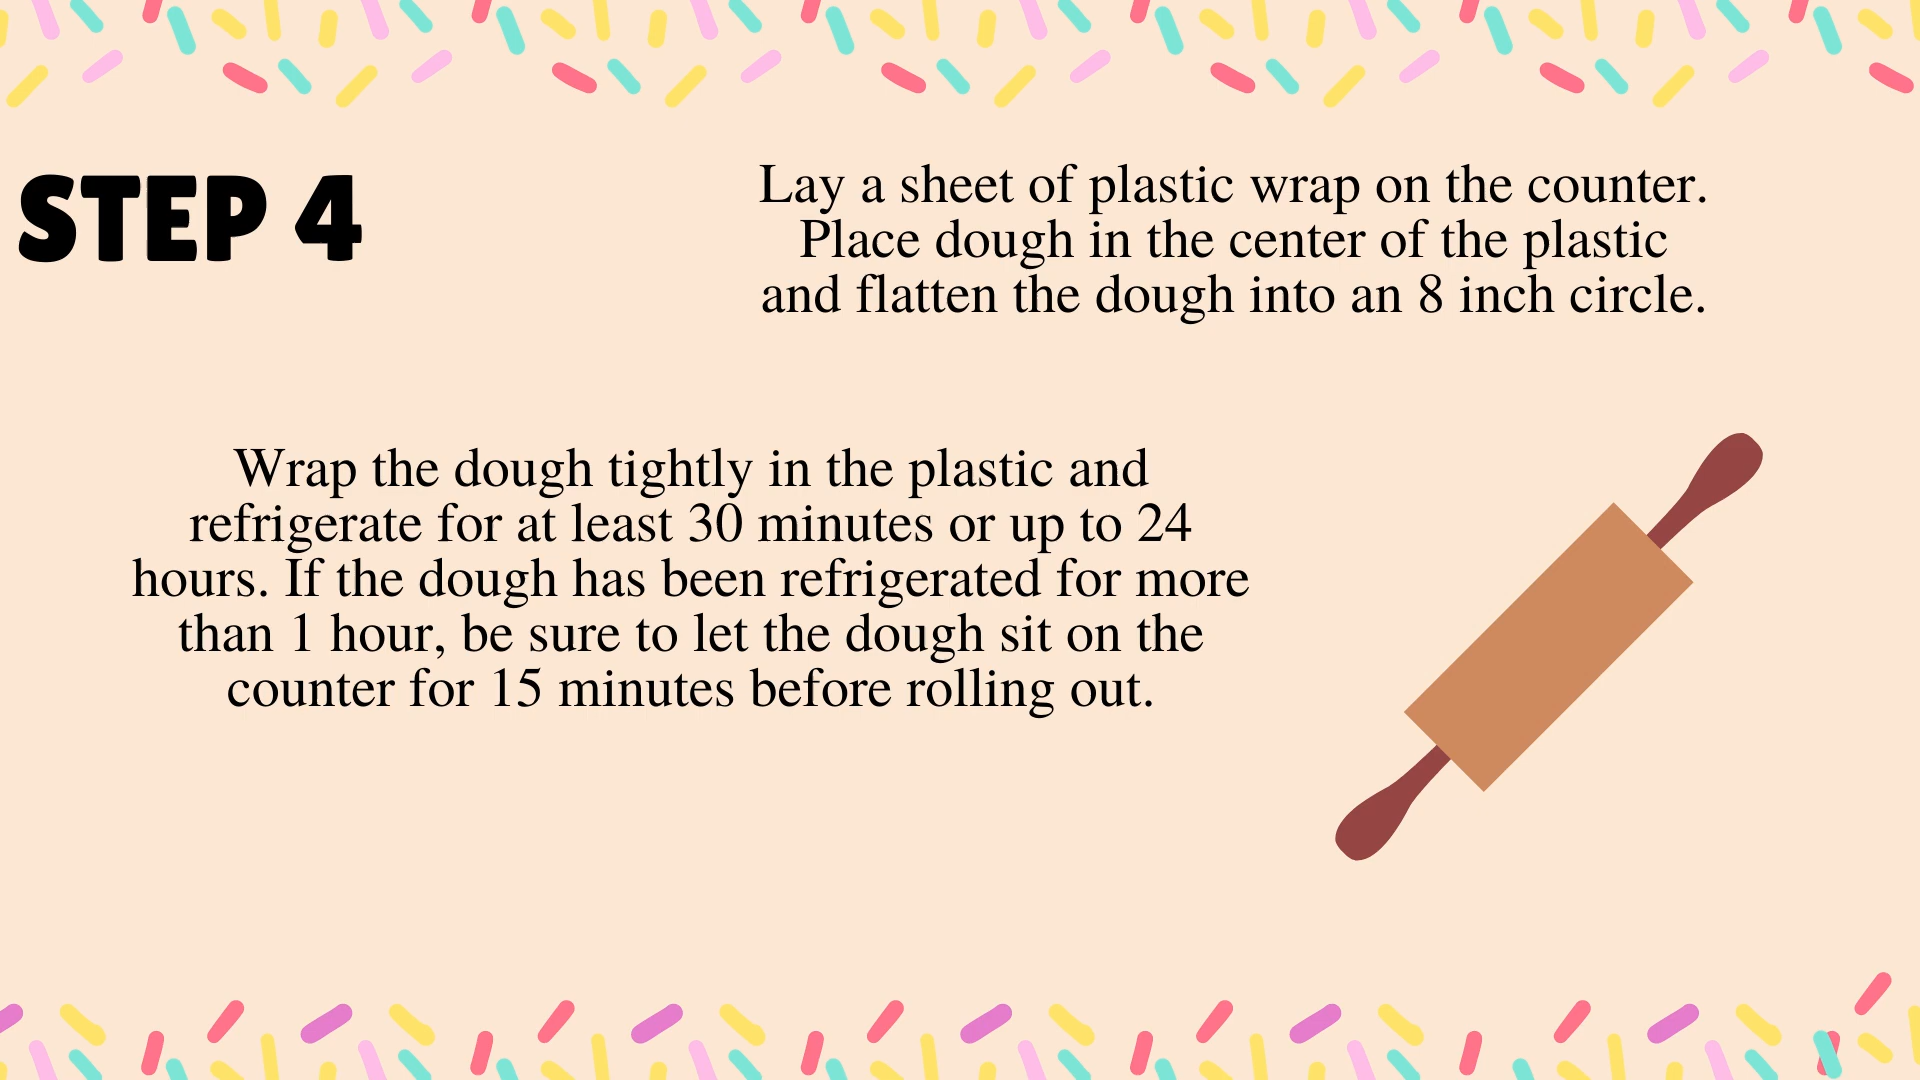 STEP 4
Lay a sheet of plastic wrap on the counter.
Place dough in the center of the plastic
and flatten the dough into an 8 inch circle.
Wrap the dough tightly in the plastic and
refrigerate for at least 30 minutes or up to 24
hours. If the dough has been refrigerated for more
than 1 hour, be sure to let the dough sit on the
counter for 15 minutes before rolling out.